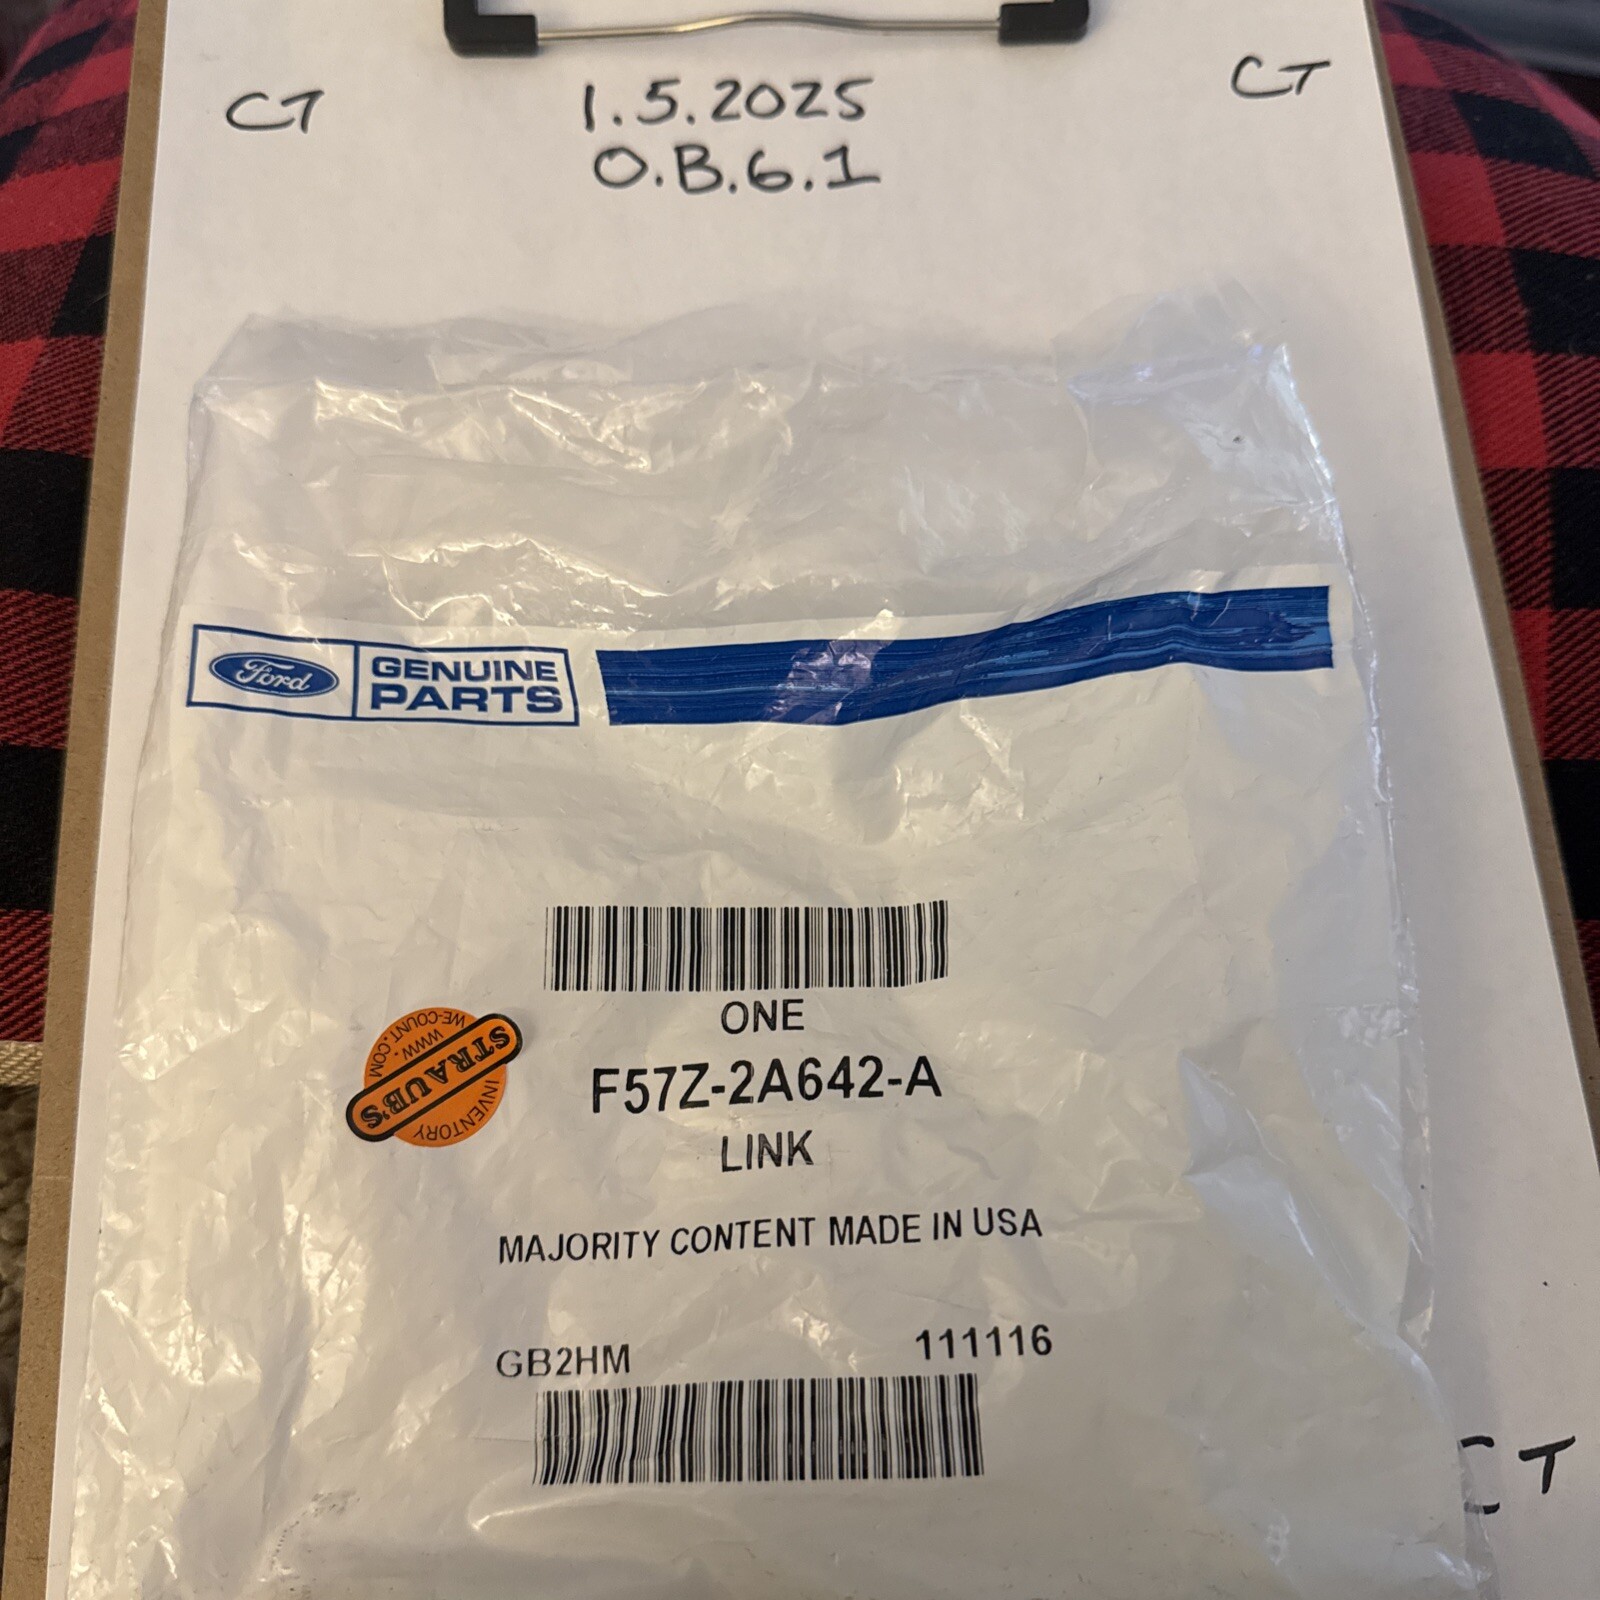 CT
1.5.2025
CT
O.B.6.1
Ford
GENUINE
PARTS
ONE
F57Z-2A642-A
LINK
STRAUB'S
INVENTORY
WWW.
WE-COUNT.COM
MAJORITY CONTENT MADE IN USA
GB2HM
111116
CT